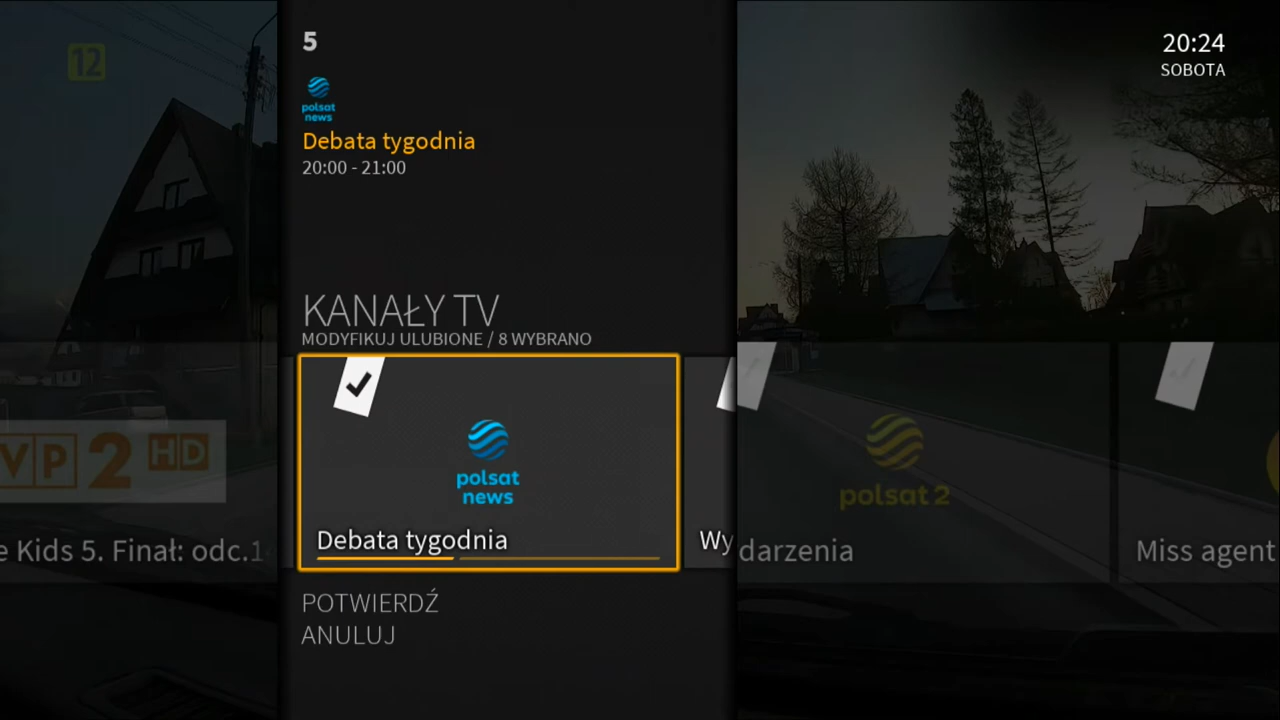 12
5
20:24
SOBOTA
polsat
news
Debata tygodnia
20:00 - 21:00
KANAŁY TV
MODYFIKUJ ULUBIONE / 8 WYBRANO
VP 2 HD
polsat
news
polsat 2
e Kids 5. Finał: odc.1
Debata tygodnia
Wy darzenia
Miss agent
POTWIERDŹ
ANULUJ